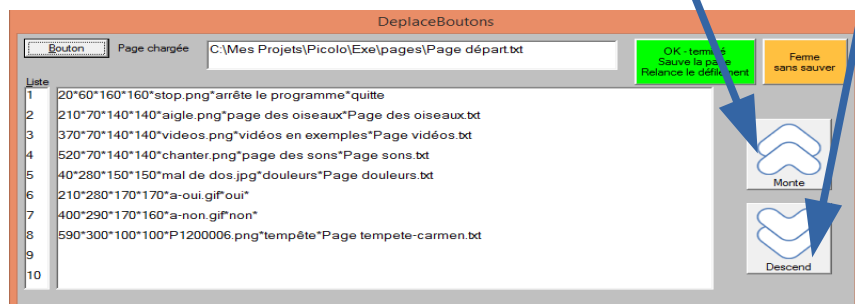 DeplaceBoutons
Bouton
Page chargée
C:\Mes Projets\Picolo\Exe\pages\Page départ.txt
OK - terminé
Sauve la page
Relance le défilement
Ferme
sans sauver
Liste
1 20*60*160*160*stop.png*arrête le programme*quitte
2 210*70*140*140*aigle.png*page des oiseaux*Page des oiseaux.txt
3 370*70*140*140*videos.png*vidéos en exemples*Page vidéos.txt
4 520*70*140*140*chanter.png*page des sons*Page sons.txt
5 40*280*150*150*mal de dos.jpg*douleurs*Page douleurs.txt
6 210*280*170*170*a-oui.gif*oui*
7 400*290*170*160*a-non.gif*non*
8 590*300*100*100*P1200006.png*tempête*Page tempete-carmen.txt
9
10
Monte
Descend